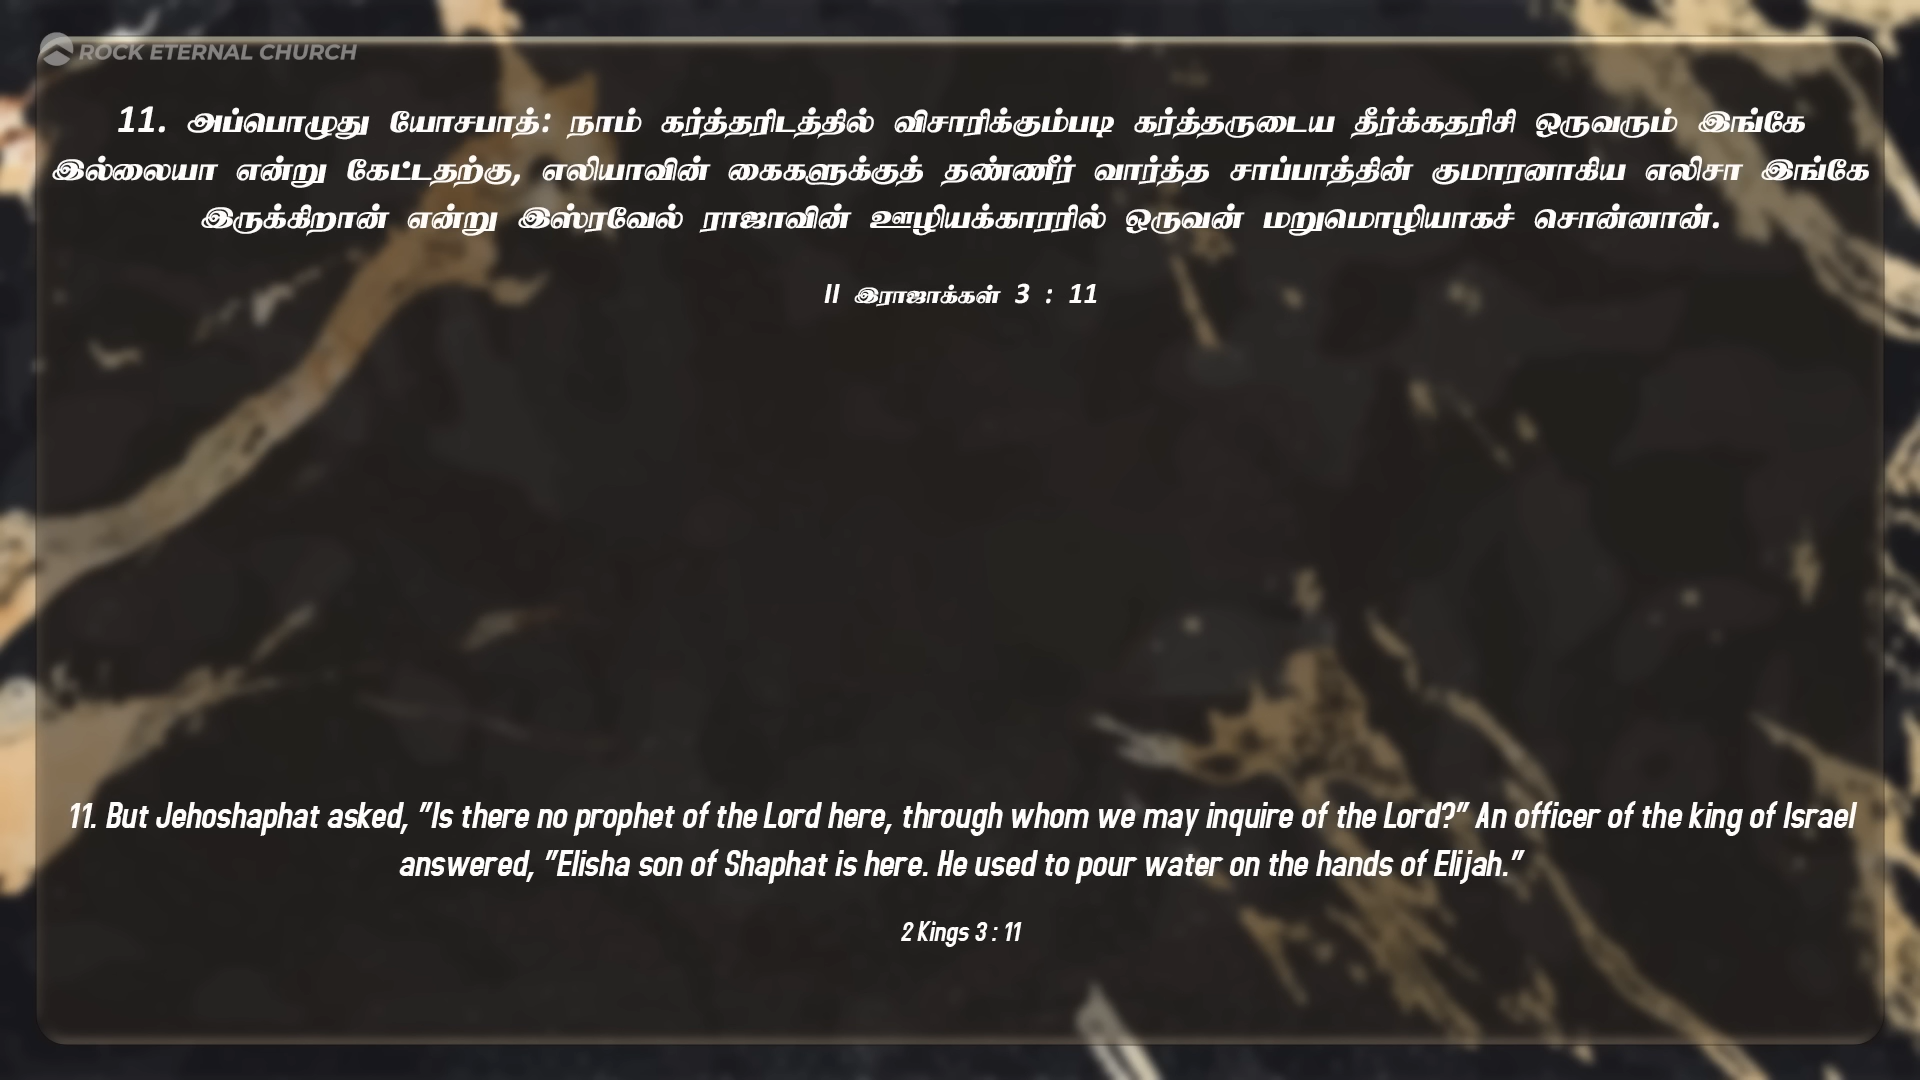 ROCK ETERNAL CHURCH
11. அப்பொழுது யோசபாத்: நாம் கர்த்தரிடத்தில் விசாரிக்கும்படி கர்த்தருடைய தீர்க்கதரிசி ஒருவரும் இங்கே
இல்லையா என்று கேட்டதற்கு, எலியாவின் கைகளுக்குத் தண்ணீர் வார்த்த சாப்பாத்தின் குமாரனாகிய எலிசா இங்கே
இருக்கிறான் என்று இஸ்ரவேல் ராஜாவின் ஊழியக்காரரில் ஒருவன் மறுமொழியாகச் சொன்னான்.
II இராஜாக்கள் 3 : 11
11. But Jehoshaphat asked, "Is there no prophet of the Lord here, through whom we may inquire of the Lord?" An officer of the king of Israel
answered, "Elisha son of Shaphat is here. He used to pour water on the hands of Elijah."
2 Kings 3 : 11